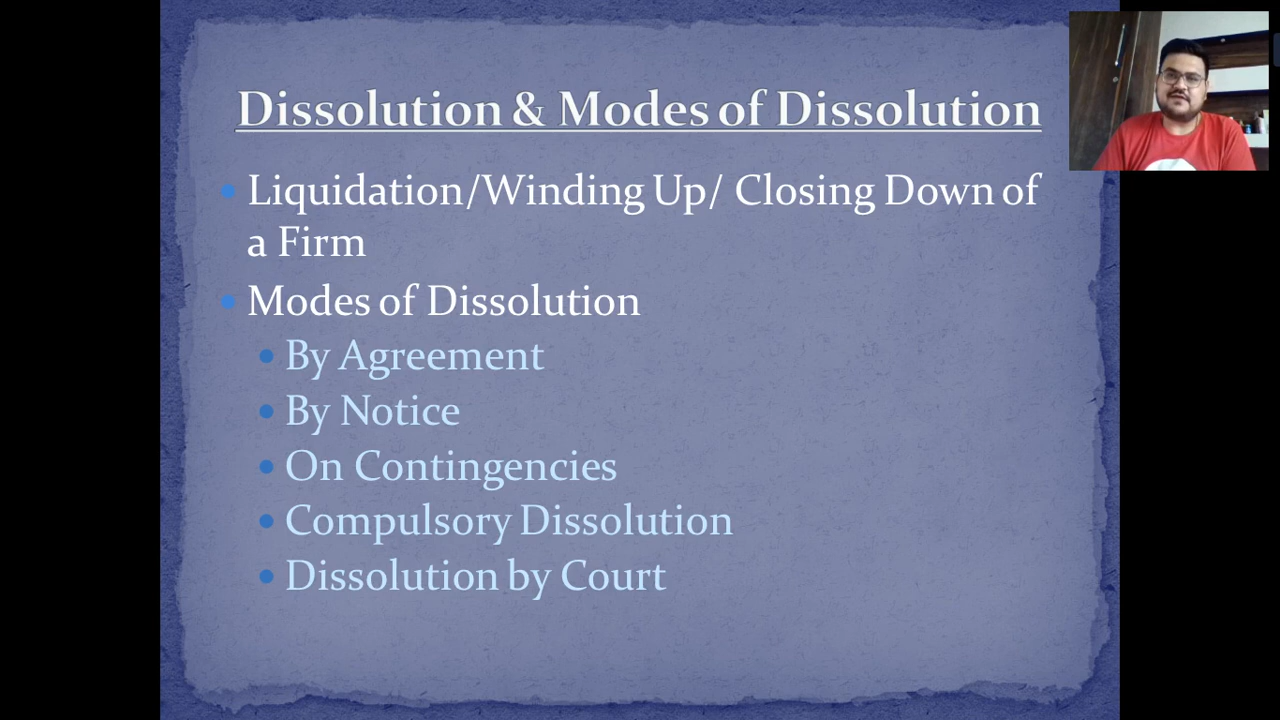 Dissolution & Modes of Dissolution
Liquidation/Winding Up/ Closing Down of
a Firm
Modes of Dissolution
By Agreement
By Notice
On Contingencies
Compulsory Dissolution
Dissolution by Court